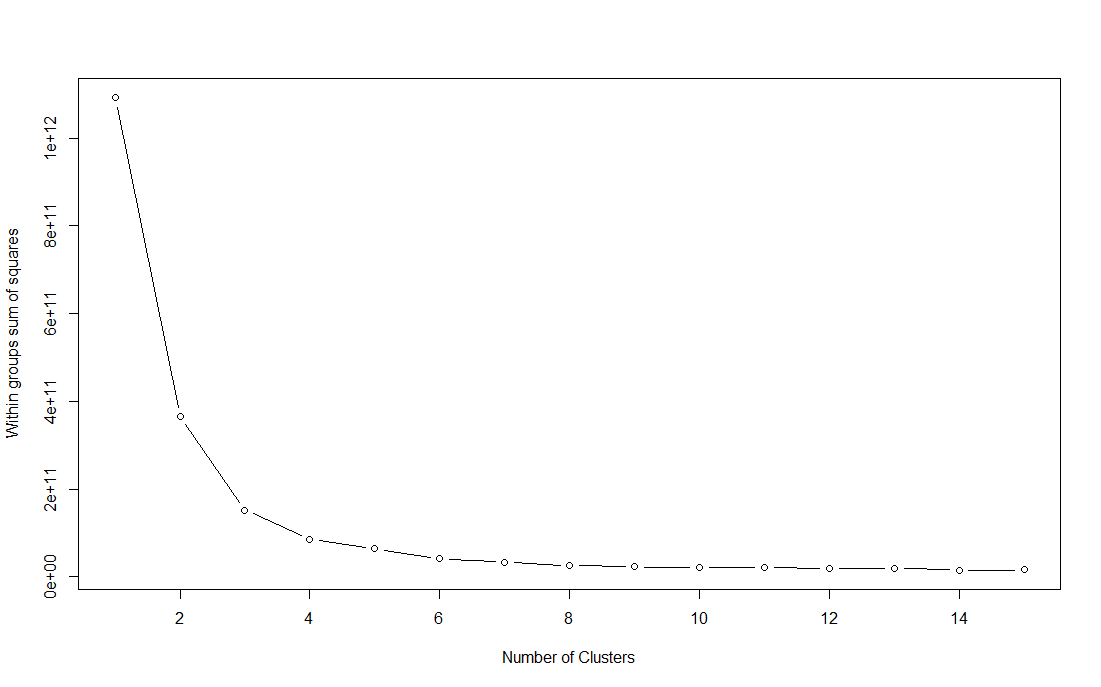 Within groups sum of squares
1e+12
8e+11
6e+11
4e+11
2e+11
0e+00
2 4 6 8 10 12 14
Number of Clusters